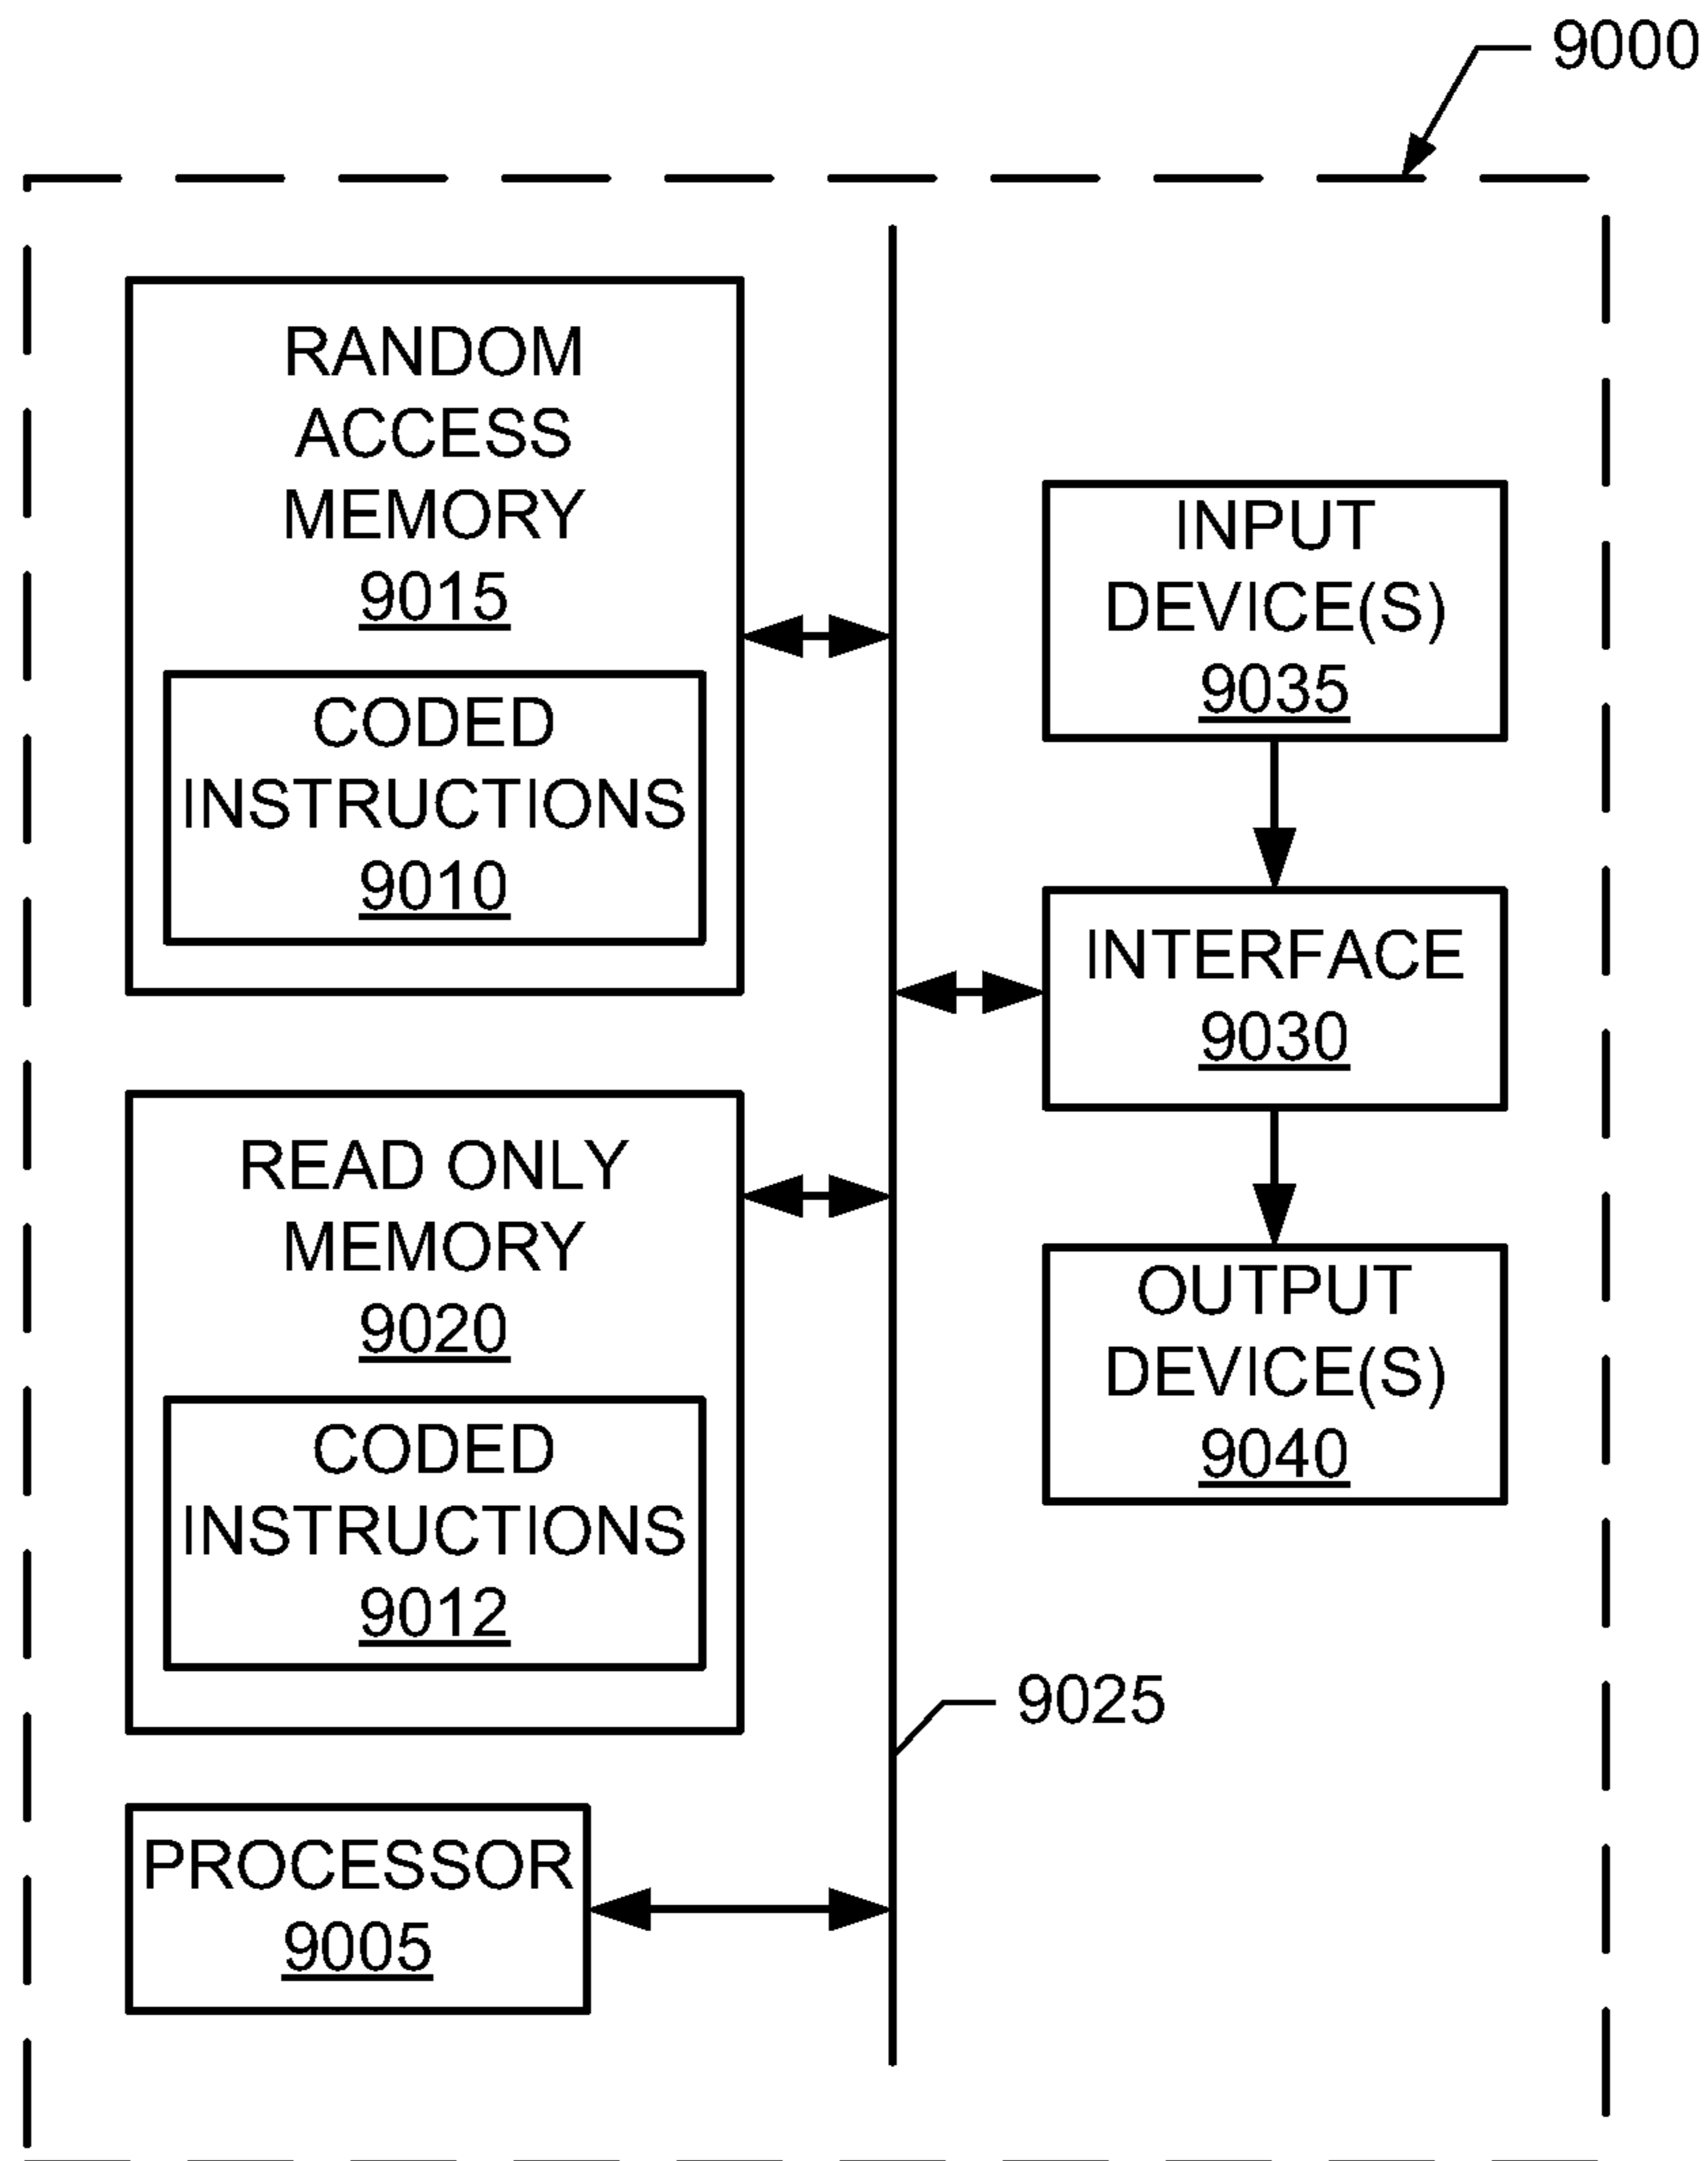 9000
RANDOM
ACCESS
MEMORY
9015
CODED
INSTRUCTIONS
9010
READ ONLY
MEMORY
9020
CODED
INSTRUCTIONS
9012
PROCESSOR
9005
INPUT
DEVICE(S)
9035
INTERFACE
9030
OUTPUT
DEVICE(S)
9040
9025